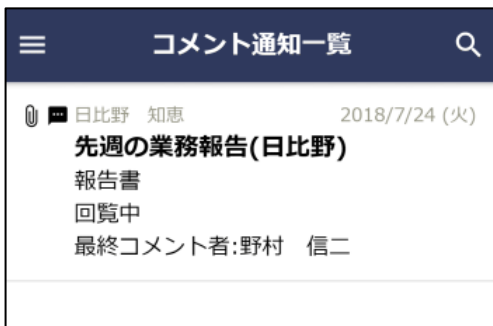 コメント通知一覧
日比野　知恵 2018/7/24 (火)
先週の業務報告(日比野)
報告書
回覧中
最終コメント者:野村　信二